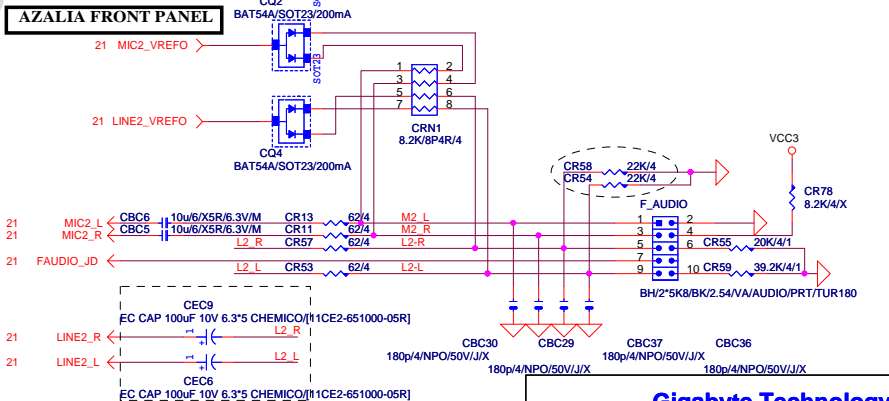 CQ2
BAT54A/SOT23/200mA
AZALIA FRONT PANEL
21 MIC2_VREFO
SOT23
1 2
3 4
5 6
7 8
21 LINE2_VREFO
CRN1
8.2K/8P4R/4
CQ4
BAT54A/SOT23/200mA
VCC3
CR58 22K/4
CR54 22K/4
CR78
8.2K/4/X
F_AUDIO
21 MIC2_L CBC6 10u/6/X5R/6.3V/M CR13 62/4 M2_L 1 2
21 MIC2_R CBC5 10u/6/X5R/6.3V/M CR11 62/4 M2_R 3 4
L2_R CR57 62/4 L2-R 5 6 CR55 20K/4/1
21 FAUDIO_JD 7
L2_L CR53 62/4 L2-L 9 10 CR59 39.2K/4/1
BH/2*5K8/BK/2.54/VA/AUDIO/PRT/TUR180
CEC9
EC CAP 100uF 10V 6.3*5 CHEMICO/[11CE2-651000-05R]
21 LINE2_R 1 + L2_R
21 LINE2_L 1 + L2_L
CEC6
EC CAP 100uF 10V 6.3*5 CHEMICO/[11CE2-651000-05R]
CBC30 CBC29 CBC37 CBC36
180p/4/NPO/50V/J/X 180p/4/NPO/50V/J/X
180p/4/NPO/50V/J/X 180p/4/NPO/50V/J/X
Gigabyte Technology